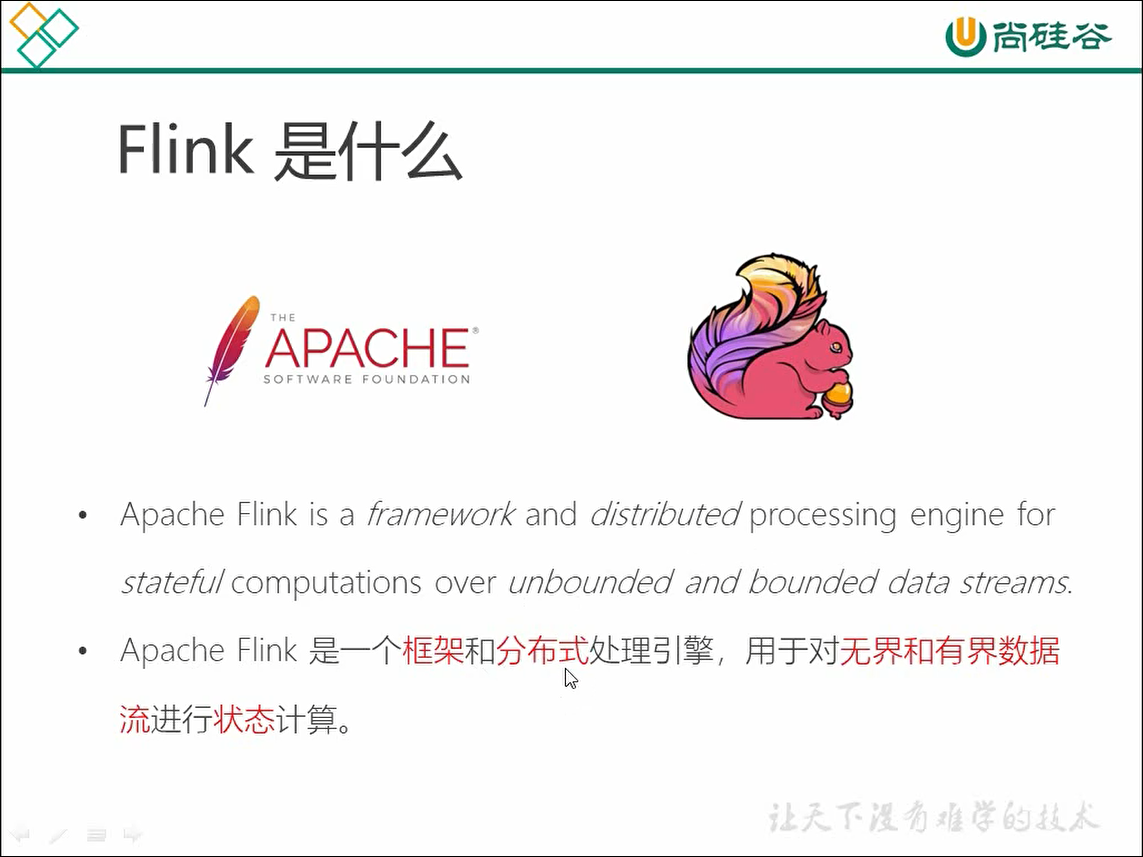 尚硅谷
Flink 是什么
THE
APACHE®
SOFTWARE FOUNDATION
• Apache Flink is a framework and distributed processing engine for
stateful computations over unbounded and bounded data streams.
• Apache Flink 是一个框架和分布式处理引擎，用于对无界和有界数据
流进行状态计算。
让天下没有难学的技术